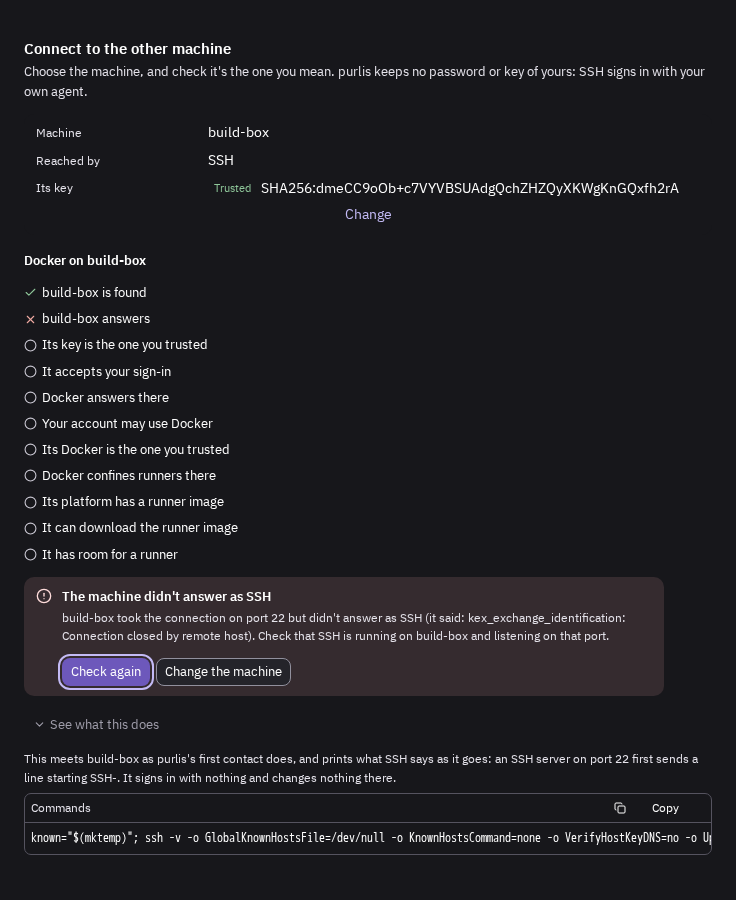 Connect to the other machine
Choose the machine, and check it's the one you mean. purlis keeps no password or key of yours: SSH signs in with your
own agent.
Machine build-box
Reached by SSH
Its key Trusted SHA256:dmeCC9oOb+c7VYVBSUAdgQchZHZQyXKWgKnGQxfh2rA
Change
Docker on build-box
build-box is found
build-box answers
Its key is the one you trusted
It accepts your sign-in
Docker answers there
Your account may use Docker
Its Docker is the one you trusted
Docker confines runners there
Its platform has a runner image
It can download the runner image
It has room for a runner
The machine didn't answer as SSH
build-box took the connection on port 22 but didn't answer as SSH (it said: kex_exchange_identification:
Connection closed by remote host). Check that SSH is running on build-box and listening on that port.
Check again Change the machine
See what this does
This meets build-box as purlis's first contact does, and prints what SSH says as it goes: an SSH server on port 22 first sends a
line starting SSH-. It signs in with nothing and changes nothing there.
Commands Copy
known="$(mktemp)"; ssh -v -o GlobalKnownHostsFile=/dev/null -o KnownHostsCommand=none -o VerifyHostKeyDNS=no -o